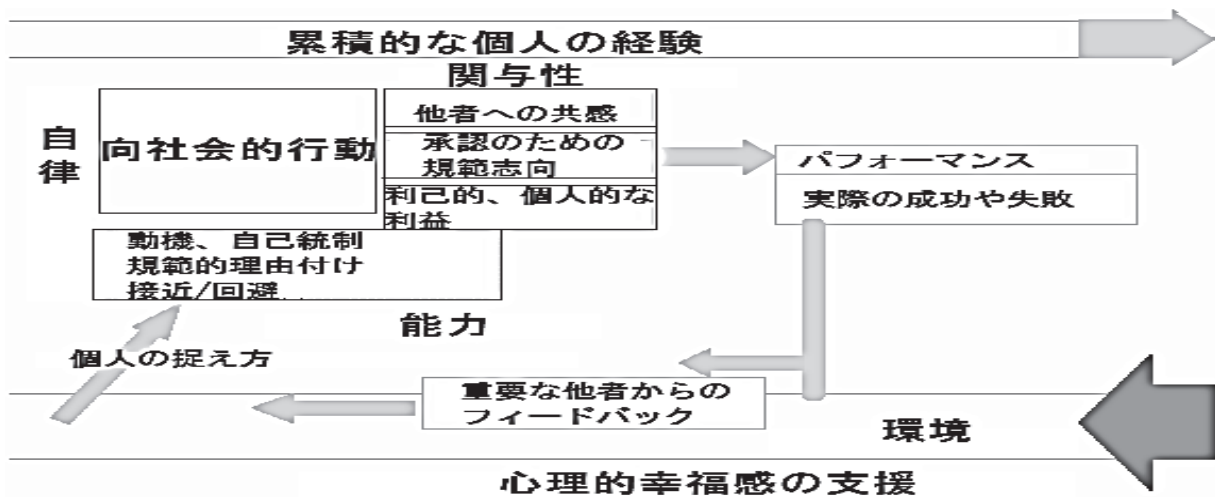 累積的な個人の経験
関与性
自律
向社会的行動
他者への共感
承認のための
規範志向
利己的、個人的な
利益
パフォーマンス
実際の成功や失敗
動機、自己統制
規範的理由付け
接近/回避
能力
個人の捉え方
重要な他者からの
フィードバック
環境
心理的幸福感の支援